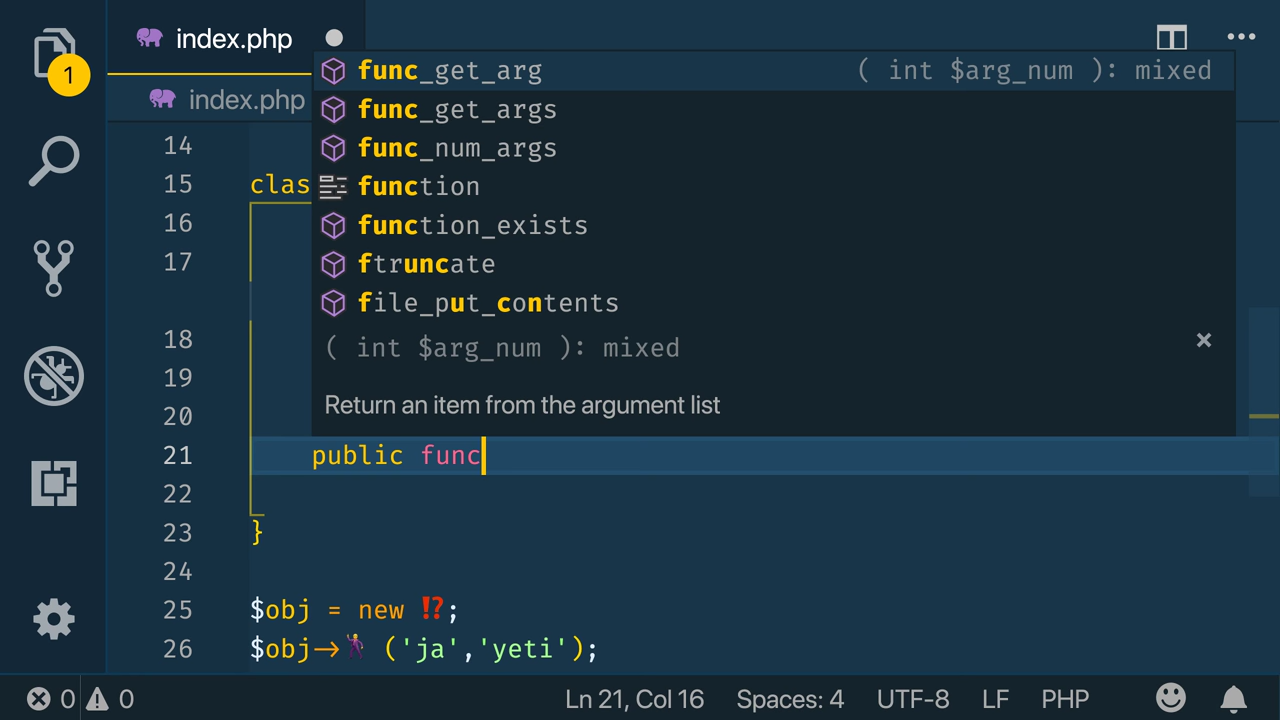 index.php
1
func_get_arg ( int $arg_num ): mixed
index.php
func_get_args
func_num_args
14
function
15 clas
function_exists
16
ftruncate
17
file_put_contents
( int $arg_num ): mixed
18
19
Return an item from the argument list
20
21 public func
22
23 }
24
25 $obj = new ⁉️;
26 $obj->🦹 ('ja','yeti');
0 0 Ln 21, Col 16 Spaces: 4 UTF-8 LF PHP